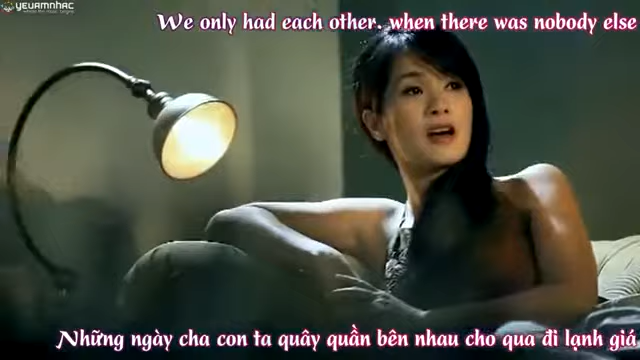 YEUAMNHAC
We only had each other, when there was nobody else
Những ngày cha con ta quây quần bên nhau cho qua đi lạnh giá